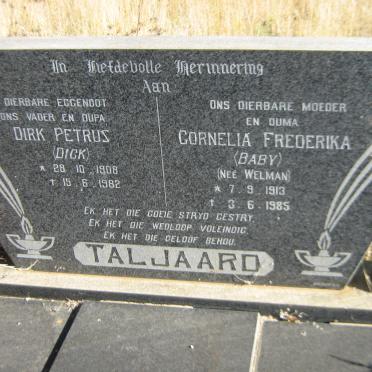 In Liefdevolle Herinnering
Aan
DIERBARE EGGENOOT
ONS VADER EN OUPA
DIRK PETRUS
(DICK)
* 29. 10. 1908
† 15. 6. 1982
ONS DIERBARE MOEDER
EN OUMA
CORNELIA FREDERIKA
(BABY)
(NEE WELMAN)
* 7. 9. 1913
† 3. 6. 1985
EK HET DIE GOEIE STRYD GESTRY,
EK HET DIE WEDLOOP VOLEINDIG,
EK HET DIE GELOOF BEHOU.
TALJAARD